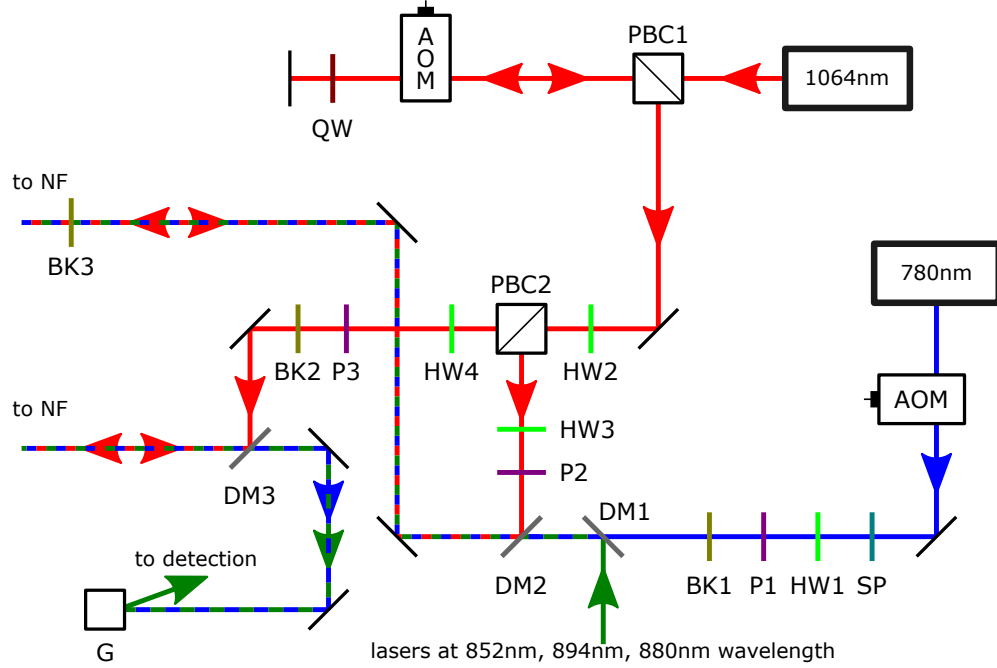 AOM
PBC1
1064nm
QW
to NF
BK3
PBC2
780nm
BK2 P3 HW4 HW2
AOM
to NF
HW3
P2
DM3
DM1
to detection
DM2
BK1 P1 HW1 SP
G
lasers at 852nm, 894nm, 880nm wavelength